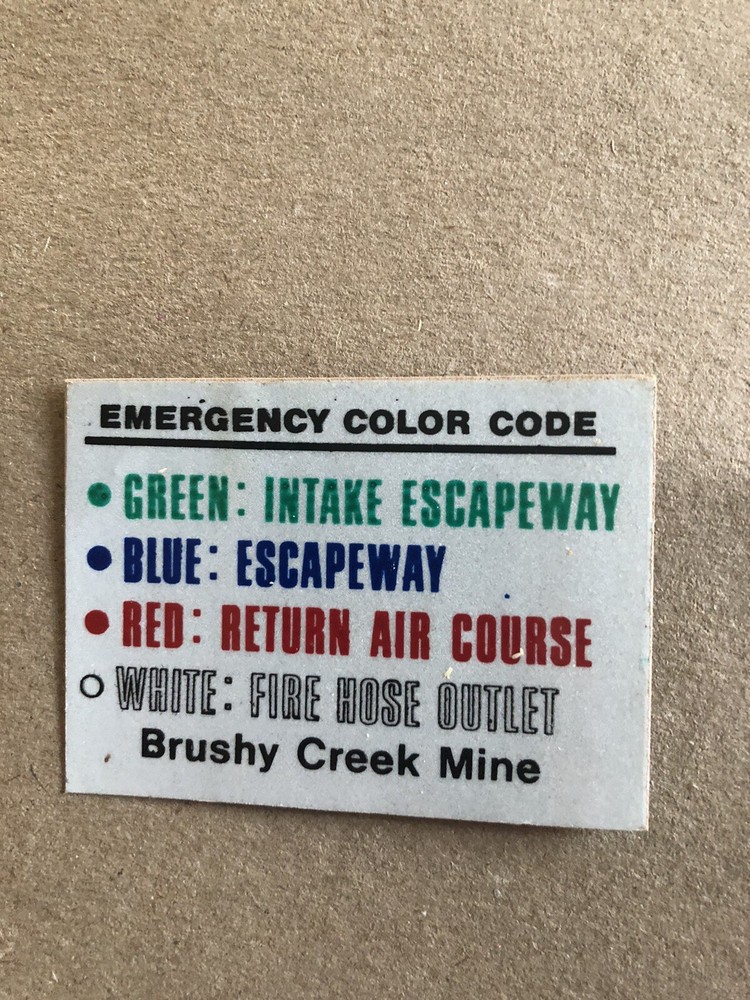 EMERGENCY COLOR CODE
GREEN: INTAKE ESCAPEWAY
BLUE: ESCAPEWAY
RED: RETURN AIR COURSE
WHITE: FIRE HOSE OUTLET
Brushy Creek Mine